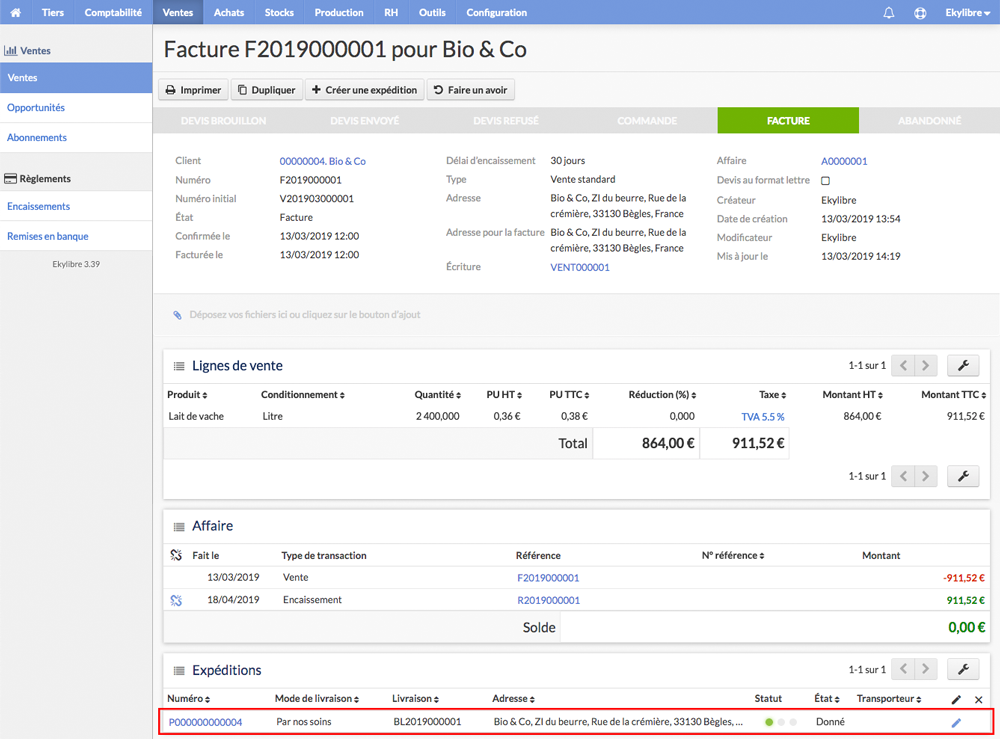 Tiers Comptabilité Ventes Achats Stocks Production RH Outils Configuration Ekylibre
Ventes
Ventes
Opportunités
Abonnements
Règlements
Encaissements
Remises en banque
Ekylibre 3.39
Facture F2019000001 pour Bio & Co
Imprimer Dupliquer Créer une expédition Faire un avoir
DEVIS BROUILLON DEVIS ENVOYÉ DEVIS REFUSÉ COMMANDE FACTURE ABANDONNÉ
Client 00000004. Bio & Co
Numéro F2019000001
Numéro initial V201903000001
État Facture
Confirmée le 13/03/2019 12:00
Facturée le 13/03/2019 12:00
Délai d'encaissement 30 jours
Type Vente standard
Adresse Bio & Co, ZI du beurre, Rue de la
crémière, 33130 Bègles, France
Adresse pour la facture Bio & Co, ZI du beurre, Rue de la
crémière, 33130 Bègles, France
Écriture VENT000001
Affaire A0000001
Devis au format lettre
Créateur Ekylibre
Date de création 13/03/2019 13:54
Modificateur Ekylibre
Mis à jour le 13/03/2019 14:19
Déposez vos fichiers ici ou cliquez sur le bouton d'ajout
Lignes de vente 1-1 sur 1
Produit Conditionnement Quantité PU HT PU TTC Réduction (%) Taxe Montant HT Montant TTC
Lait de vache Litre 2 400,000 0,36 € 0,38 € 0,000 TVA 5.5 % 864,00 € 911,52 €
Total 864,00 € 911,52 €
1-1 sur 1
Affaire
Fait le Type de transaction Référence N° référence Montant
13/03/2019 Vente F2019000001 -911,52 €
18/04/2019 Encaissement R2019000001 911,52 €
Solde 0,00 €
Expéditions 1-1 sur 1
Numéro Mode de livraison Livraison Adresse Statut État Transporteur
P000000000004 Par nos soins BL2019000001 Bio & Co, ZI du beurre, Rue de la crémière, 33130 Bègles, ... Donné